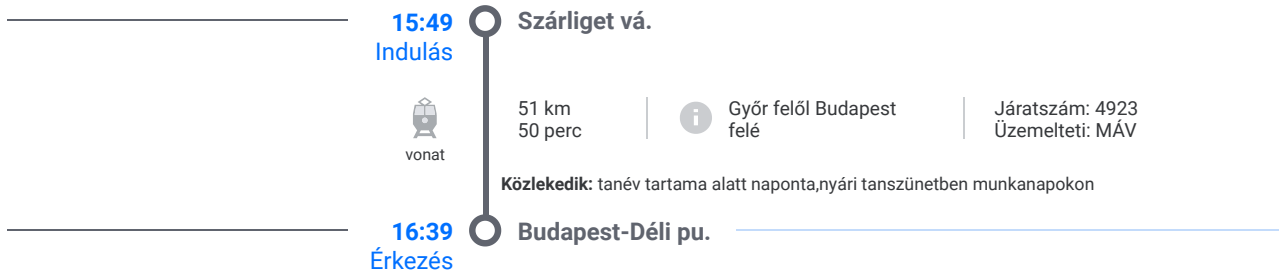 15:49 Szárliget vá.
Indulás
51 km Győr felől Budapest Járatszám: 4923
50 perc felé Üzemelteti: MÁV
vonat
Közlekedik: tanév tartama alatt naponta,nyári tanszünetben munkanapokon
16:39 Budapest-Déli pu.
Érkezés